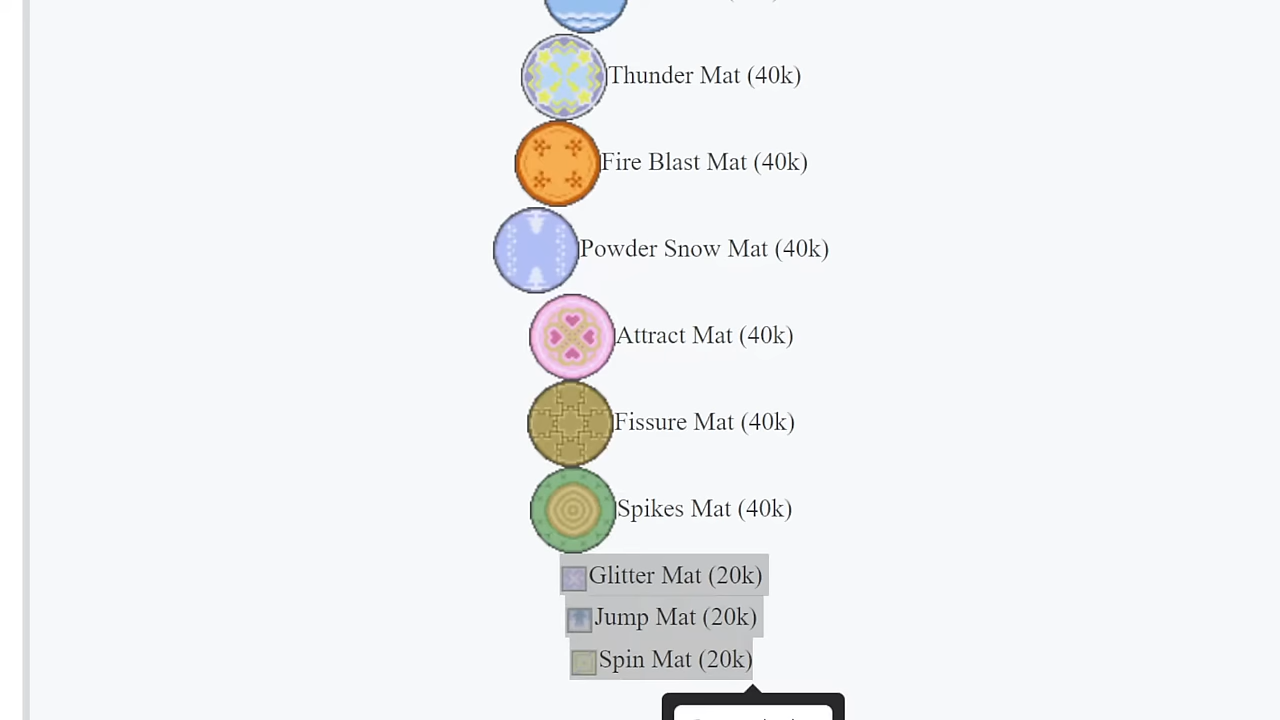 Thunder Mat (40k)
Fire Blast Mat (40k)
Powder Snow Mat (40k)
Attract Mat (40k)
Fissure Mat (40k)
Spikes Mat (40k)
Glitter Mat (20k)
Jump Mat (20k)
Spin Mat (20k)